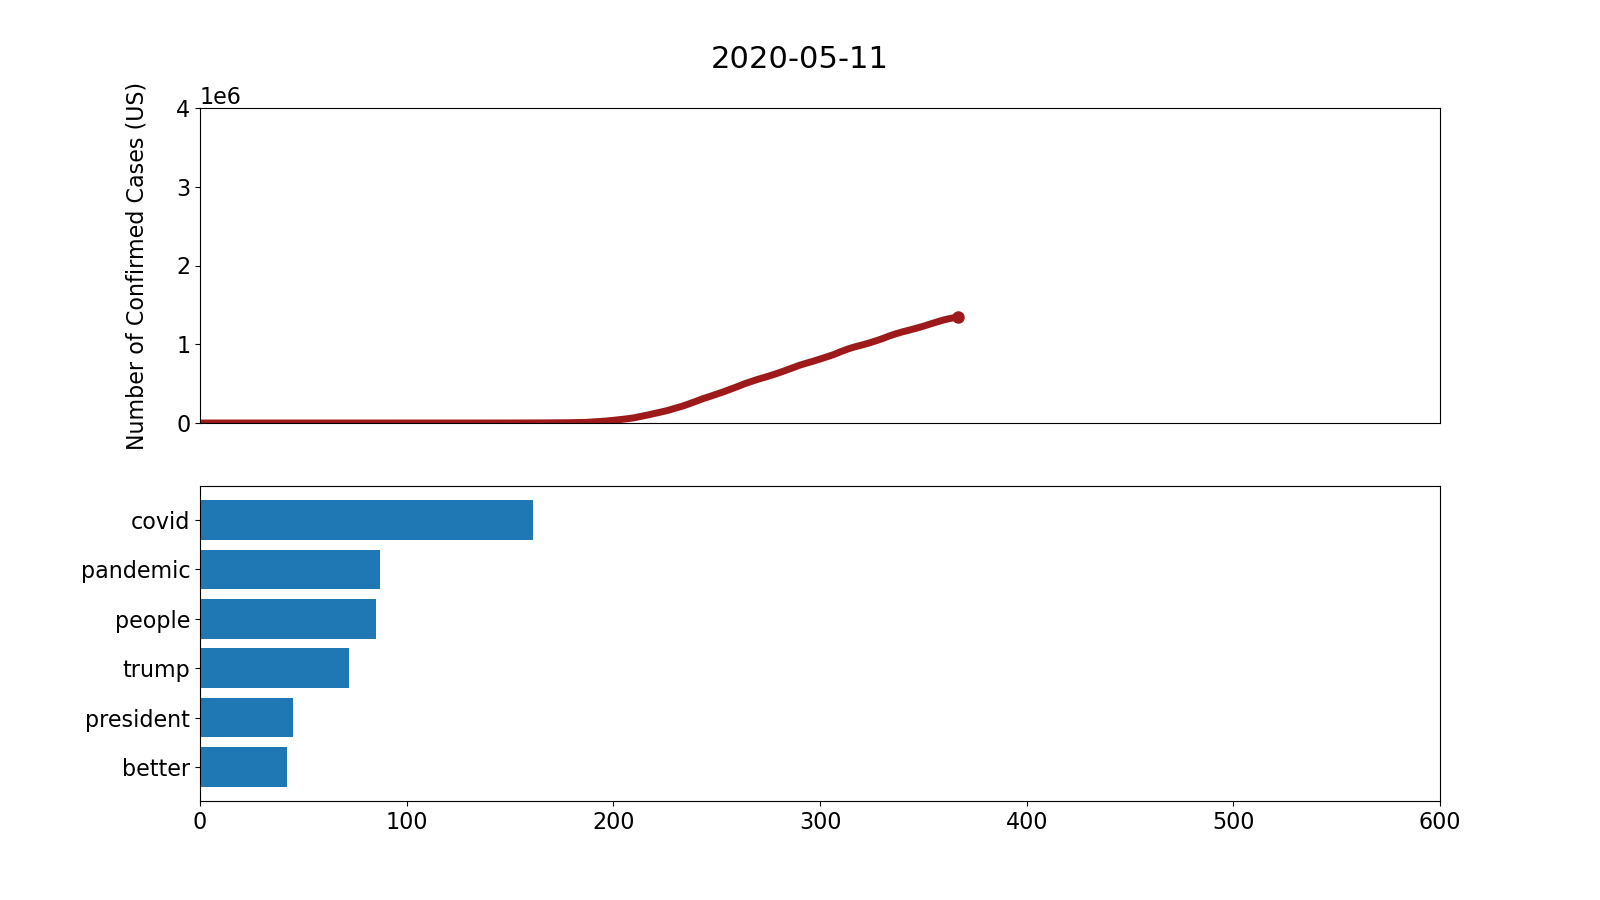 2020-05-11
1e6
Number of Confirmed Cases (US)
4
3
2
1
0
covid
pandemic
people
trump
president
better
0 100 200 300 400 500 600